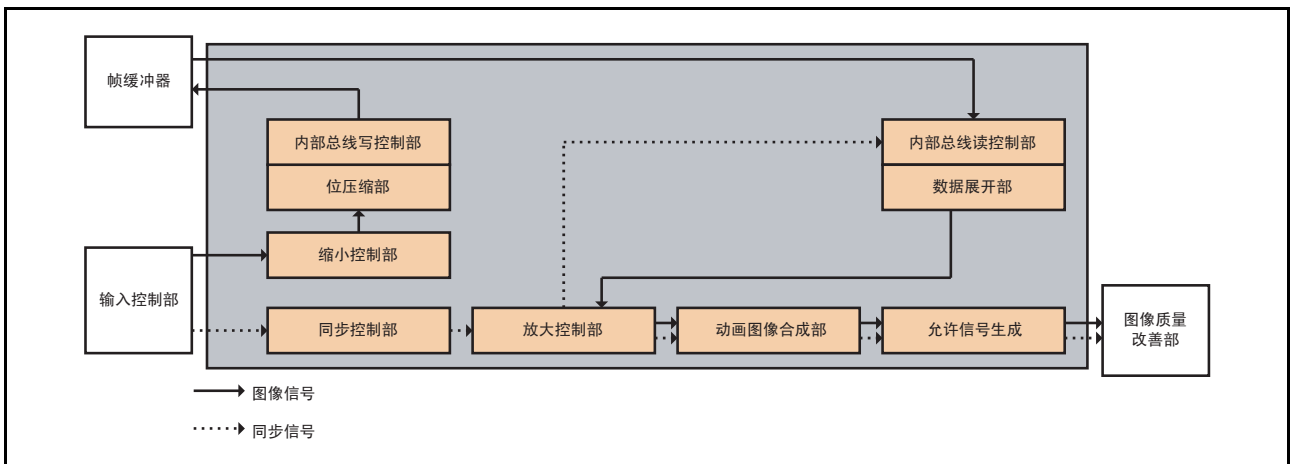 帧缓冲器
内部总线写控制部
内部总线读控制部
位压缩部
数据展开部
缩小控制部
输入控制部
同步控制部
放大控制部
动画图像合成部
允许信号生成
图像质量
改善部
图像信号
同步信号